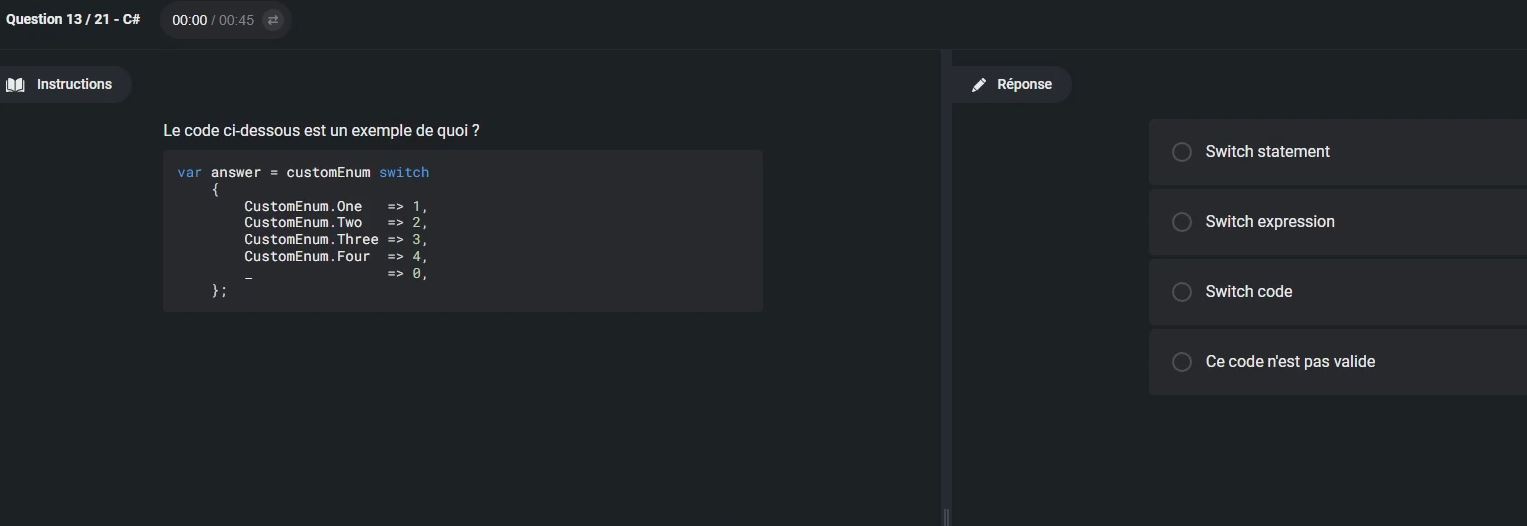 Question 13 / 21 - C#
00:00 / 00:45
Instructions
Réponse
Le code ci-dessous est un exemple de quoi ?
var answer = customEnum switch
{
CustomEnum.One => 1,
CustomEnum.Two => 2,
CustomEnum.Three => 3,
CustomEnum.Four => 4,
_ => 0,
};
Switch statement
Switch expression
Switch code
Ce code n'est pas valide